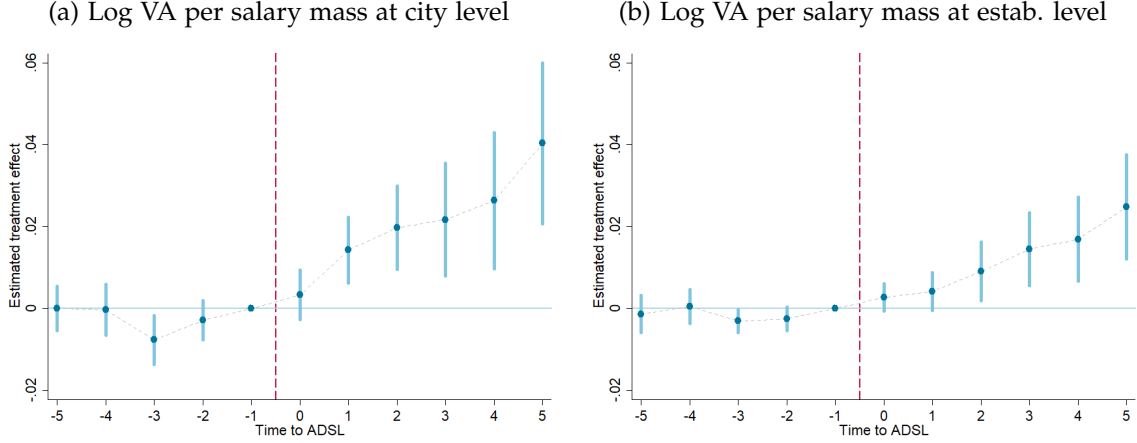 (a) Log VA per salary mass at city level
Estimated treatment effect
.06
.04
.02
0
-.02
-5 -4 -3 -2 -1 0 1 2 3 4 5
Time to ADSL
(b) Log VA per salary mass at estab. level
Estimated treatment effect
.06
.04
.02
0
-.02
-5 -4 -3 -2 -1 0 1 2 3 4 5
Time to ADSL